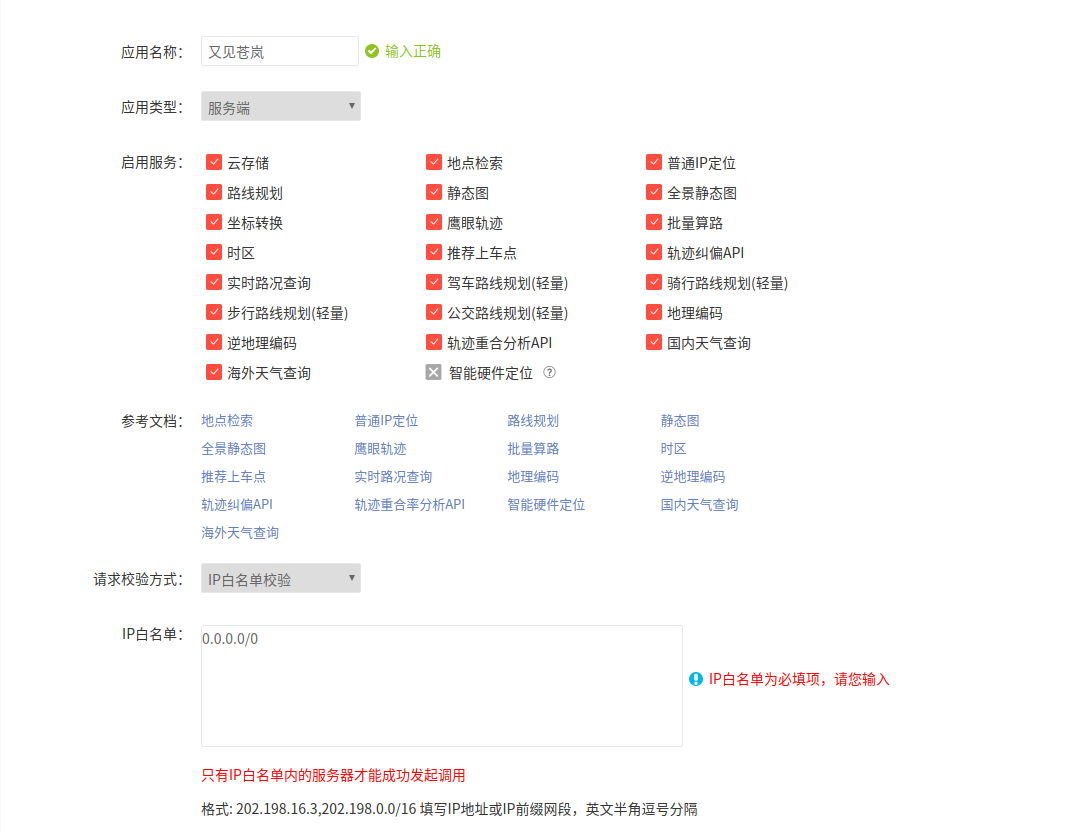 应用名称： 又见苍岚 输入正确
应用类型： 服务端
启用服务： 云存储 地点检索 普通IP定位
路线规划 静态图 全景静态图
坐标转换 鹰眼轨迹 批量算路
时区 推荐上车点 轨迹纠偏API
实时路况查询 驾车路线规划(轻量) 骑行路线规划(轻量)
步行路线规划(轻量) 公交路线规划(轻量) 地理编码
逆地理编码 轨迹重合分析API 国内天气查询
海外天气查询 智能硬件定位 ?
参考文档： 地点检索 普通IP定位 路线规划 静态图
全景静态图 鹰眼轨迹 批量算路 时区
推荐上车点 实时路况查询 地理编码 逆地理编码
轨迹纠偏API 轨迹重合率分析API 智能硬件定位 国内天气查询
海外天气查询
请求校验方式： IP白名单校验
IP白名单： 0.0.0.0/0
IP白名单为必填项，请您输入
只有IP白名单内的服务器才能成功发起调用
格式: 202.198.16.3,202.198.0.0/16 填写IP地址或IP前缀网段，英文半角逗号分隔